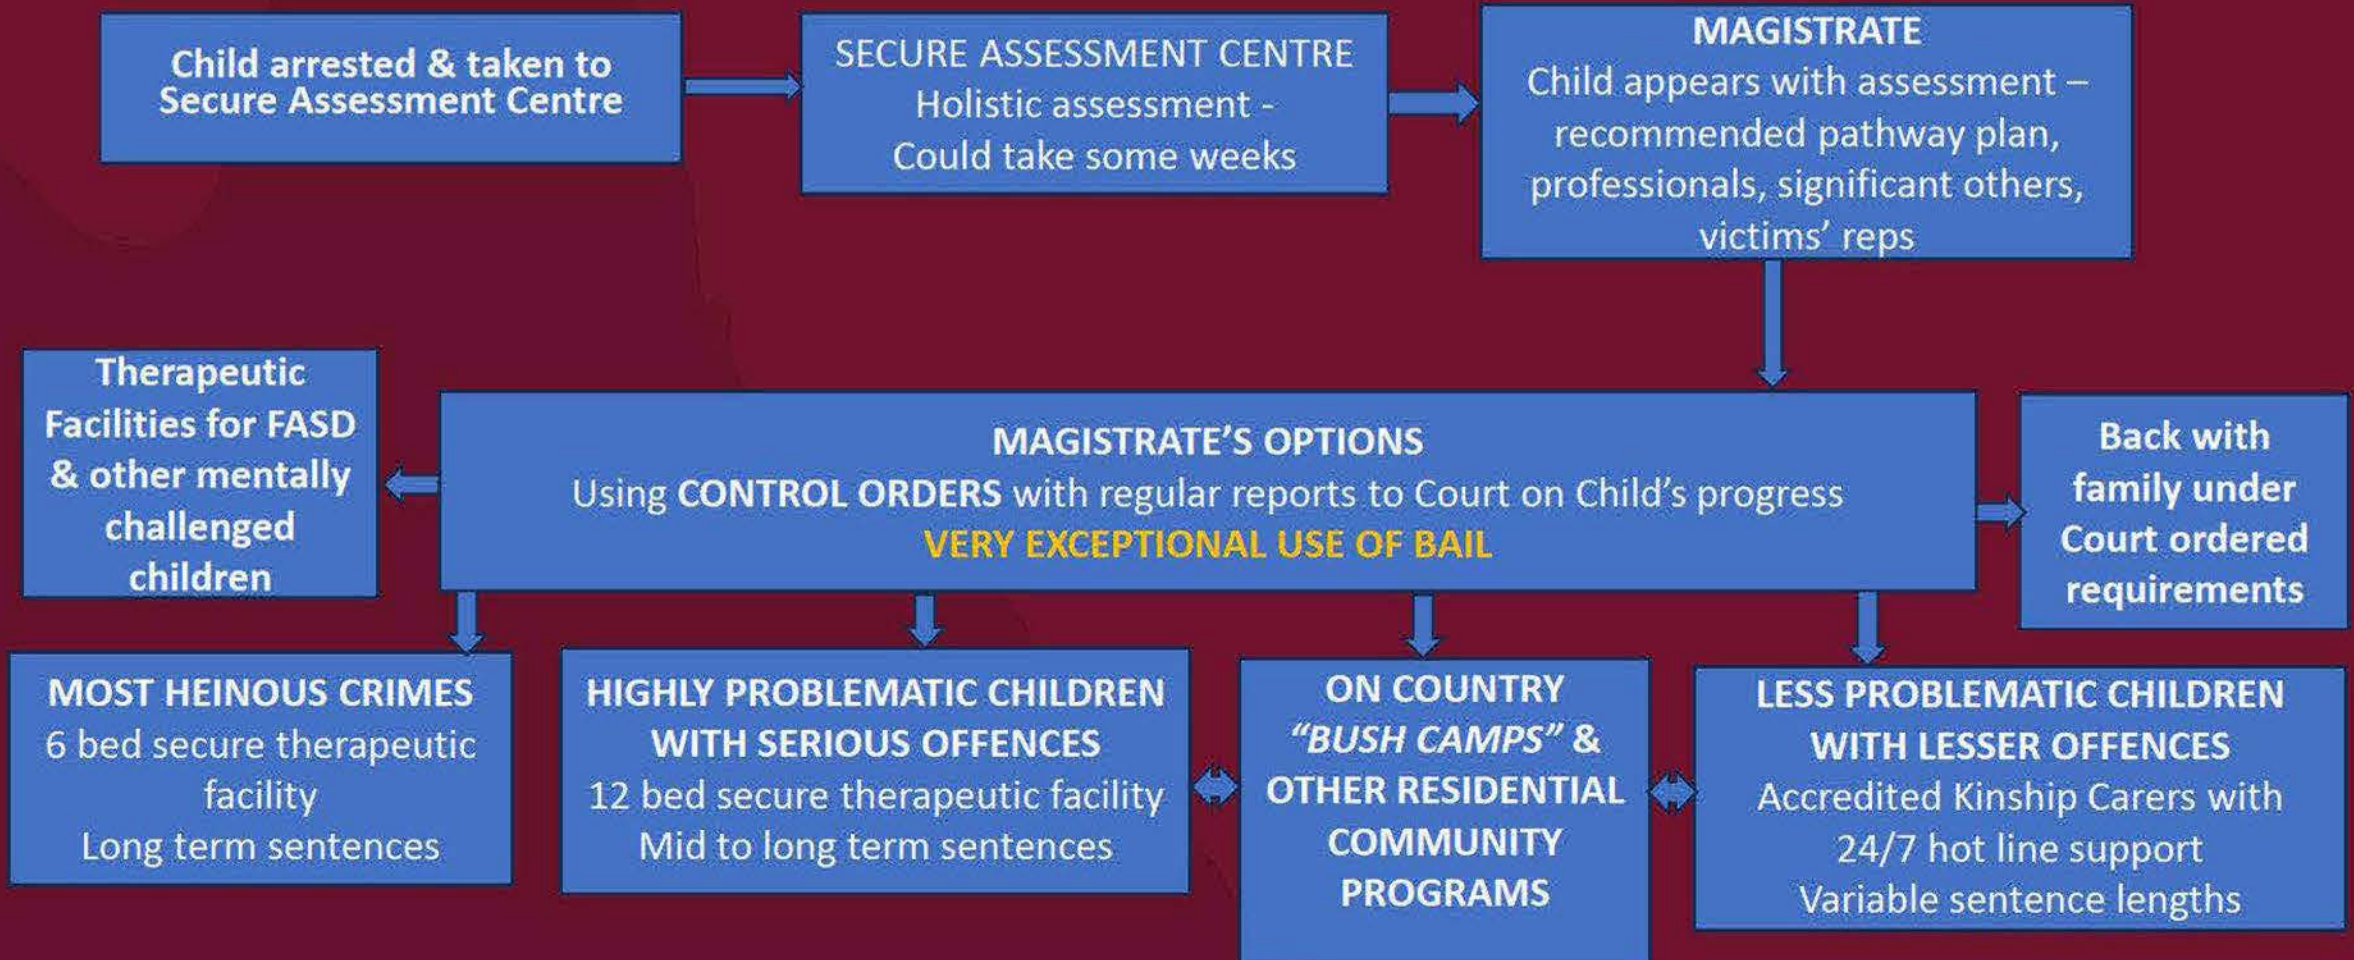 Child arrested & taken to
Secure Assessment Centre
SECURE ASSESSMENT CENTRE
Holistic assessment -
Could take some weeks
MAGISTRATE
Child appears with assessment –
recommended pathway plan,
professionals, significant others,
victims’ reps
Therapeutic
Facilities for FASD
& other mentally
challenged
children
MAGISTRATE’S OPTIONS
Using CONTROL ORDERS with regular reports to Court on Child’s progress
VERY EXCEPTIONAL USE OF BAIL
Back with
family under
Court ordered
requirements
MOST HEINOUS CRIMES
6 bed secure therapeutic
facility
Long term sentences
HIGHLY PROBLEMATIC CHILDREN
WITH SERIOUS OFFENCES
12 bed secure therapeutic facility
Mid to long term sentences
ON COUNTRY
“BUSH CAMPS” &
OTHER RESIDENTIAL
COMMUNITY
PROGRAMS
LESS PROBLEMATIC CHILDREN
WITH LESSER OFFENCES
Accredited Kinship Carers with
24/7 hot line support
Variable sentence lengths